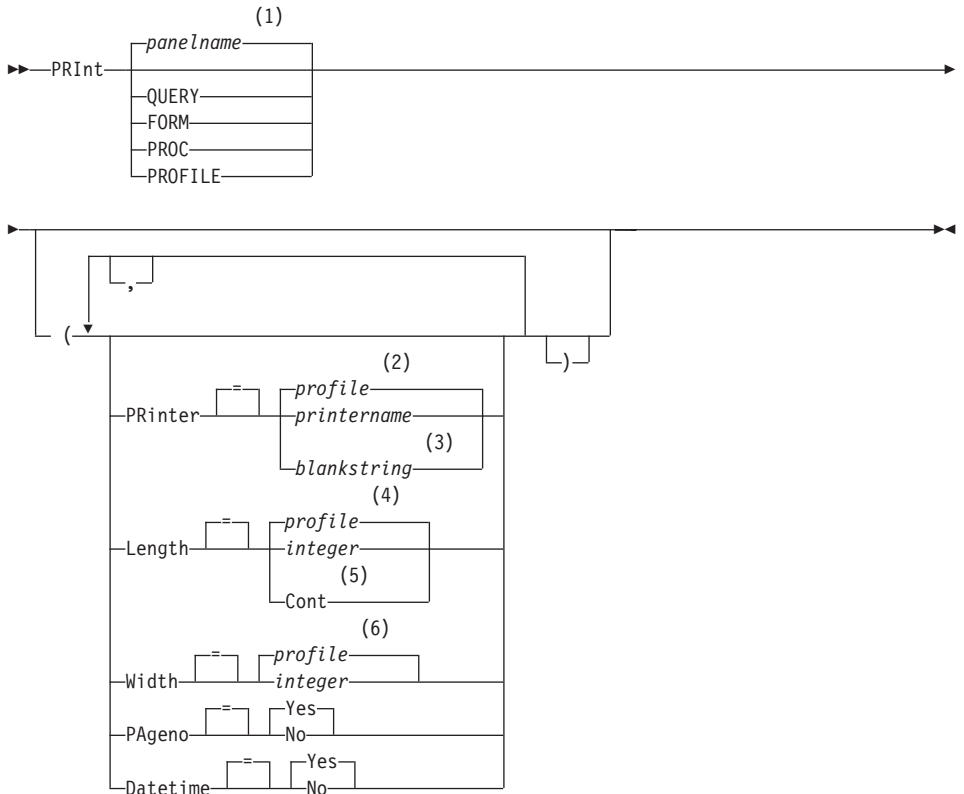 (1)
panelname
PRInt
QUERY
FORM
PROC
PROFILE
,
(
)
(2)
PRinter = profile
printername
(3)
blankstring
(4)
Length = profile
integer
(5)
Cont
(6)
Width = profile
integer
PAgeno = Yes
No
Datetime = Yes
No